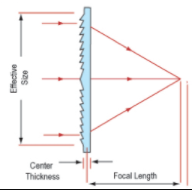 Effective
Size
Center
Thickness
Focal Length